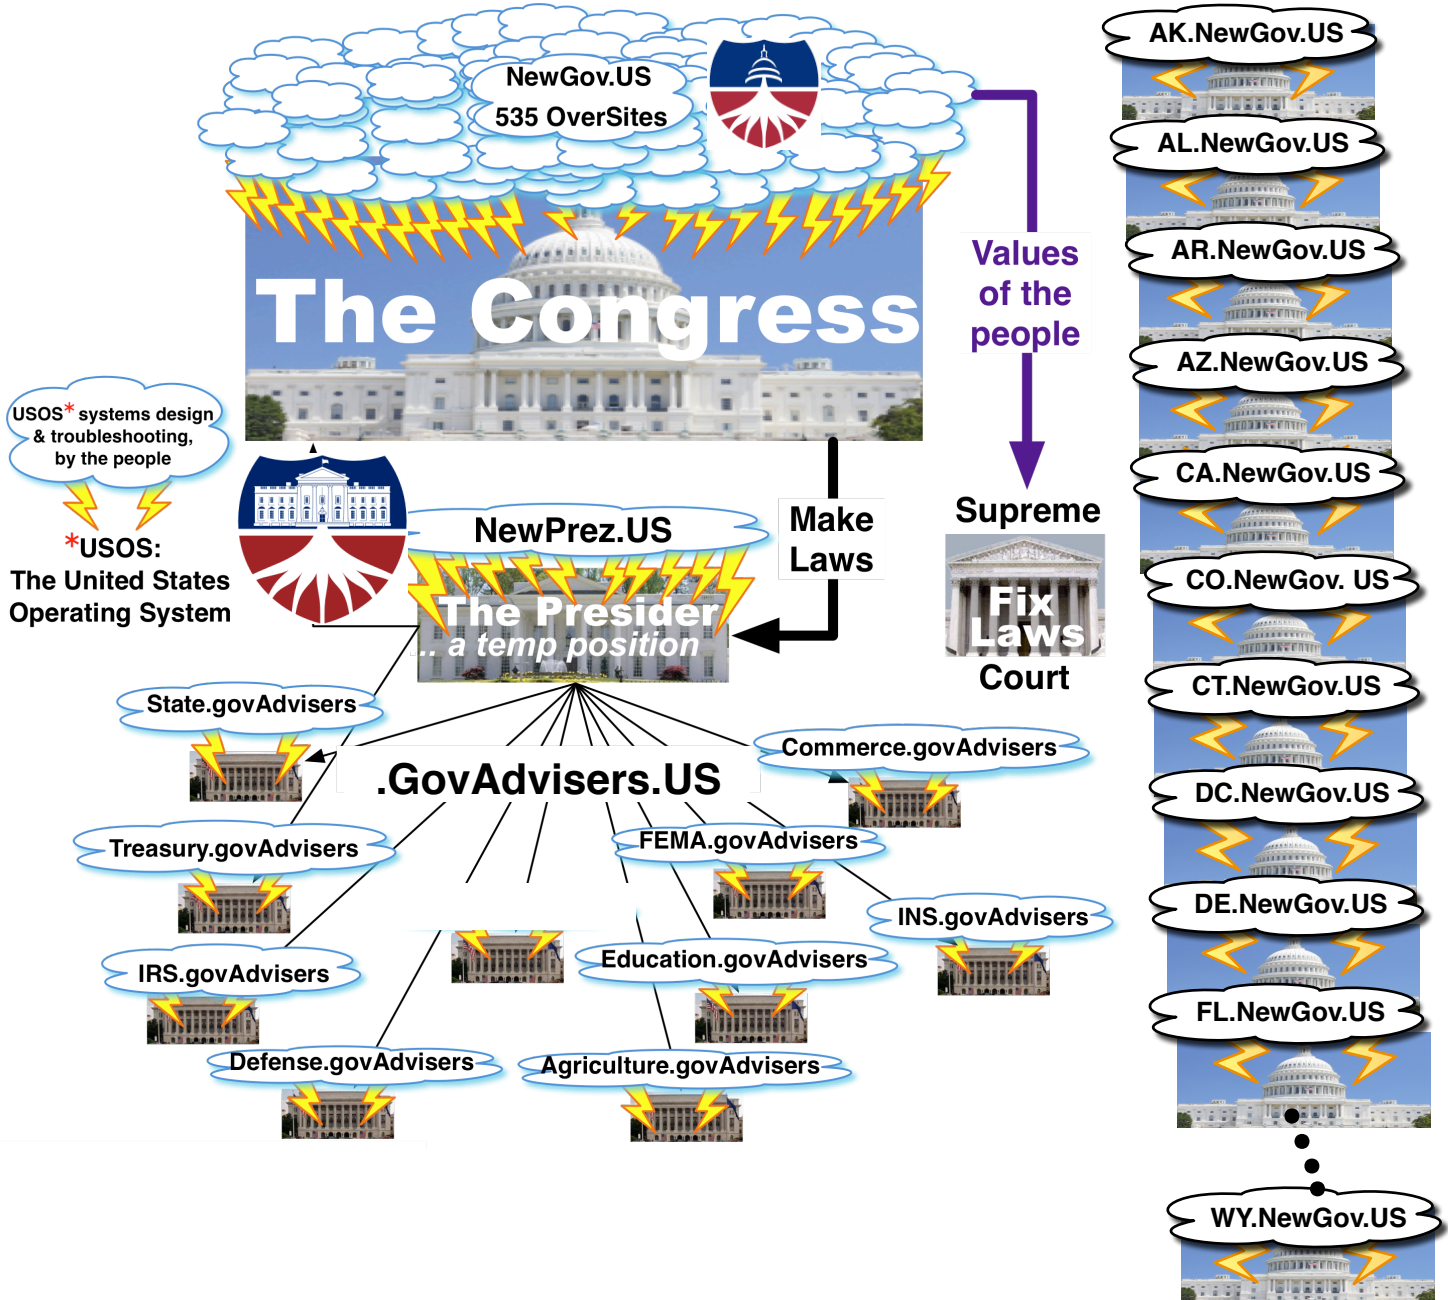 NewGov.US
535 OverSites
The Congress
Values
of the
people
USOS* systems design
& troubleshooting,
by the people
*USOS:
The United States
Operating System
NewPrez.US
The Presider
.. a temp position
Make
Laws
Supreme
Fix
Laws
Court
State.govAdvisers
.GovAdvisers.US
Commerce.govAdvisers
Treasury.govAdvisers
FEMA.govAdvisers
INS.govAdvisers
IRS.govAdvisers
Education.govAdvisers
Defense.govAdvisers
Agriculture.govAdvisers
AK.NewGov.US
AL.NewGov.US
AR.NewGov.US
AZ.NewGov.US
CA.NewGov.US
CO.NewGov. US
CT.NewGov.US
DC.NewGov.US
DE.NewGov.US
FL.NewGov.US
WY.NewGov.US